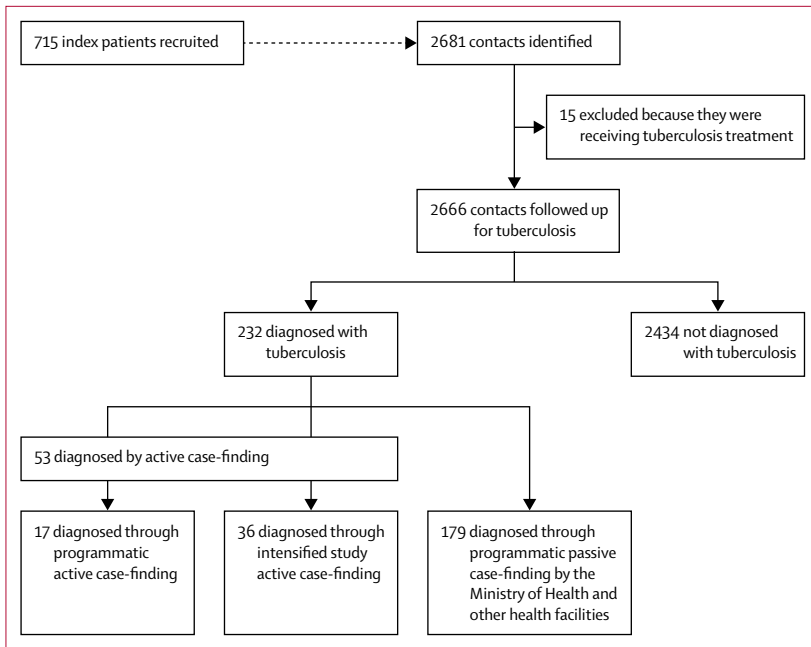 715 index patients recruited
2681 contacts identified
15 excluded because they were
receiving tuberculosis treatment
2666 contacts followed up
for tuberculosis
232 diagnosed with
tuberculosis
2434 not diagnosed
with tuberculosis
53 diagnosed by active case-finding
17 diagnosed through
programmatic
active case-finding
36 diagnosed through
intensified study
active case-finding
179 diagnosed through
programmatic passive
case-finding by the
Ministry of Health and
other health facilities